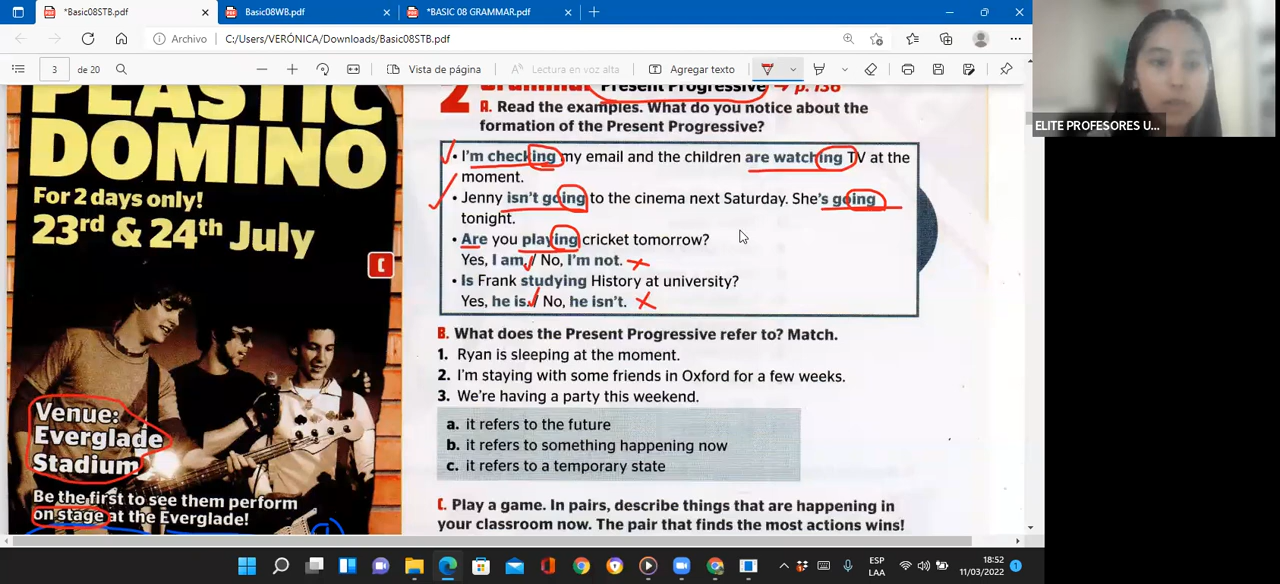 *Basic08STB.pdf
Basic08WB.pdf
*BASIC 08 GRAMMAR.pdf
Archivo
C:/Users/VERÓNICA/Downloads/Basic08STB.pdf
3
de 20
Vista de página
Lectura en voz alta
Agregar texto
PLASTIC
DOMINO
For 2 days only!
23rd & 24th July
C
Venue:
Everglade
Stadium
Be the first to see them perform
on stage at the Everglade!
2 Grammar Present Progressive → p. 136
A. Read the examples. What do you notice about the
formation of the Present Progressive?
• I'm checking my email and the children are watching TV at the
moment.
• Jenny isn't going to the cinema next Saturday. She's going
tonight.
• Are you playing cricket tomorrow?
Yes, I am. / No, I'm not.
• Is Frank studying History at university?
Yes, he is. / No, he isn't.
B. What does the Present Progressive refer to? Match.
1. Ryan is sleeping at the moment.
2. I'm staying with some friends in Oxford for a few weeks.
3. We're having a party this weekend.
a. it refers to the future
b. it refers to something happening now
c. it refers to a temporary state
C. Play a game. In pairs, describe things that are happening in
your classroom now. The pair that finds the most actions wins!
ELITE PROFESORES U...
ESP
LAA
18:52
11/03/2022
1